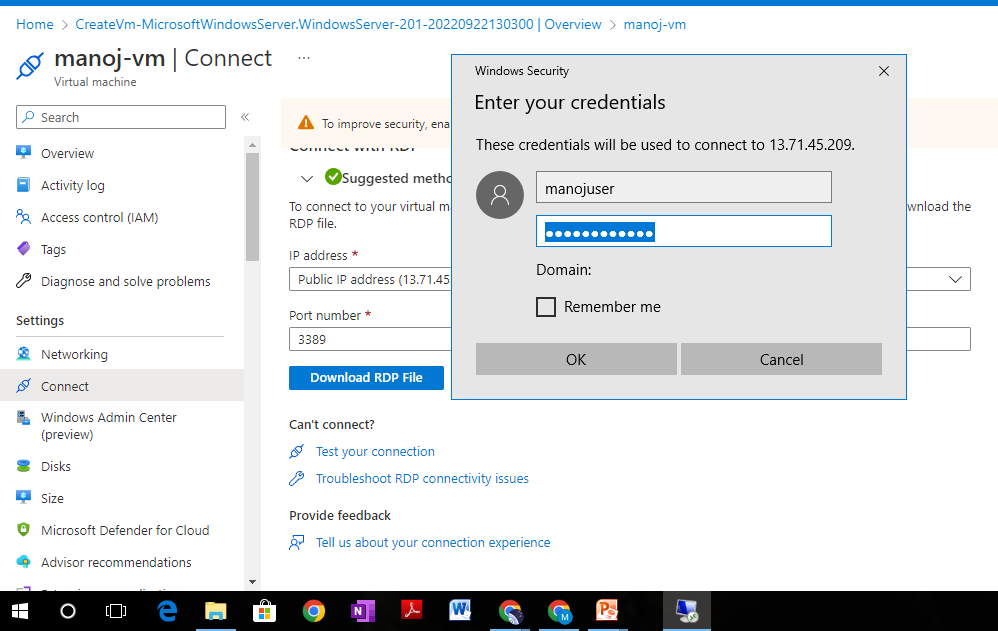 Home > CreateVm-MicrosoftWindowsServer.WindowsServer-201-20220922130300 | Overview > manoj-vm
manoj-vm | Connect ...
Virtual machine
Search
«
Overview
Activity log
Access control (IAM)
Tags
Diagnose and solve problems
Settings
Networking
Connect
Windows Admin Center
(preview)
Disks
Size
Microsoft Defender for Cloud
Advisor recommendations
To improve security, ena
Connect with RDP
Suggested metho
To connect to your virtual ma
wnload the
RDP file.
IP address *
Public IP address (13.71.45
Port number *
3389
Download RDP File
Can't connect?
Test your connection
Troubleshoot RDP connectivity issues
Provide feedback
Tell us about your connection experience
Windows Security
Enter your credentials
These credentials will be used to connect to 13.71.45.209.
manojuser
●●●●●●●●●●●●
Domain:
Remember me
OK
Cancel